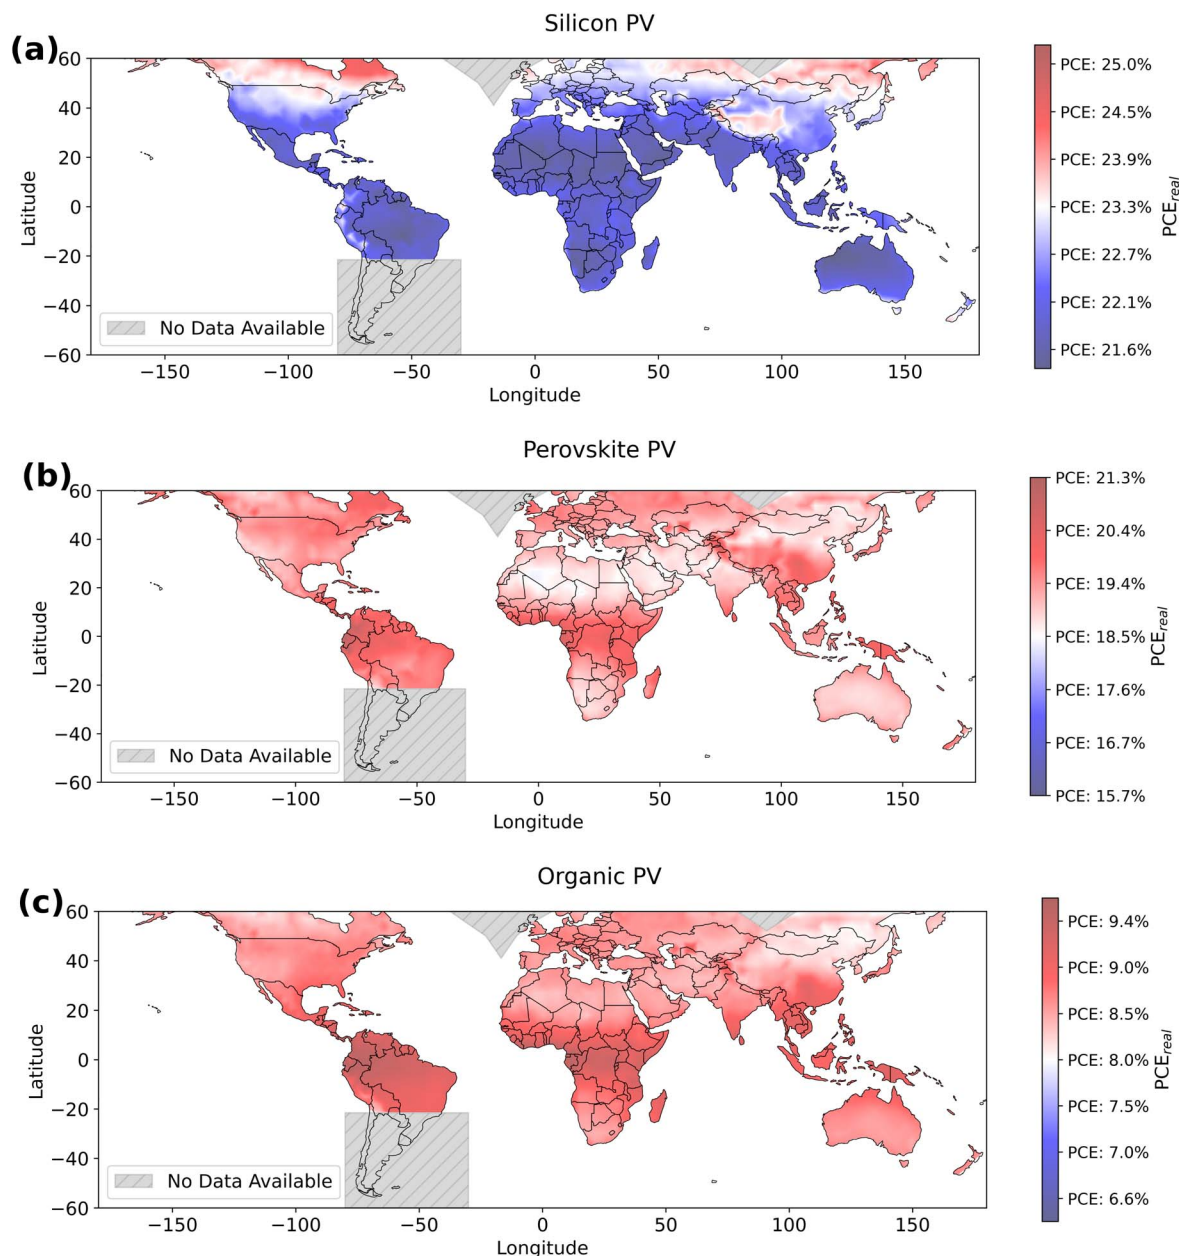 Silicon PV
(a)
60
40
20
0
−20
−40
−60
Latitude
No Data Available
−150
−100
−50
0
50
100
150
Longitude
PCE: 25.0%
PCE: 24.5%
PCE: 23.9%
PCE: 23.3%
PCE: 22.7%
PCE: 22.1%
PCE: 21.6%
PCE_real
Perovskite PV
(b)
60
40
20
0
−20
−40
−60
Latitude
No Data Available
−150
−100
−50
0
50
100
150
Longitude
PCE: 21.3%
PCE: 20.4%
PCE: 19.4%
PCE: 18.5%
PCE: 17.6%
PCE: 16.7%
PCE: 15.7%
PCE_real
Organic PV
(c)
60
40
20
0
−20
−40
−60
Latitude
No Data Available
−150
−100
−50
0
50
100
150
Longitude
PCE: 9.4%
PCE: 9.0%
PCE: 8.5%
PCE: 8.0%
PCE: 7.5%
PCE: 7.0%
PCE: 6.6%
PCE_real